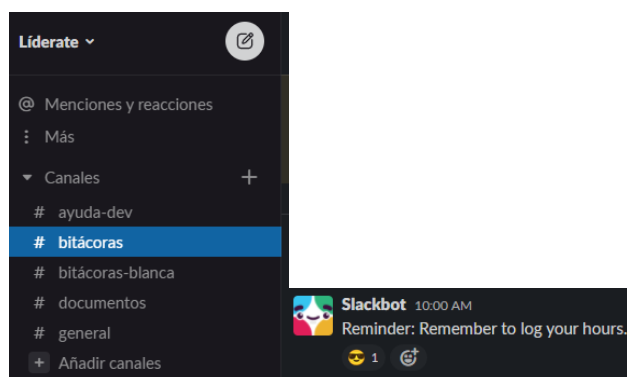 Líderate
@ Menciones y reacciones
Más
Canales
# ayuda-dev
# bitácoras
# bitácoras-blanca
# documentos
# general
+ Añadir canales
Slackbot 10:00 AM
Reminder: Remember to log your hours.
1